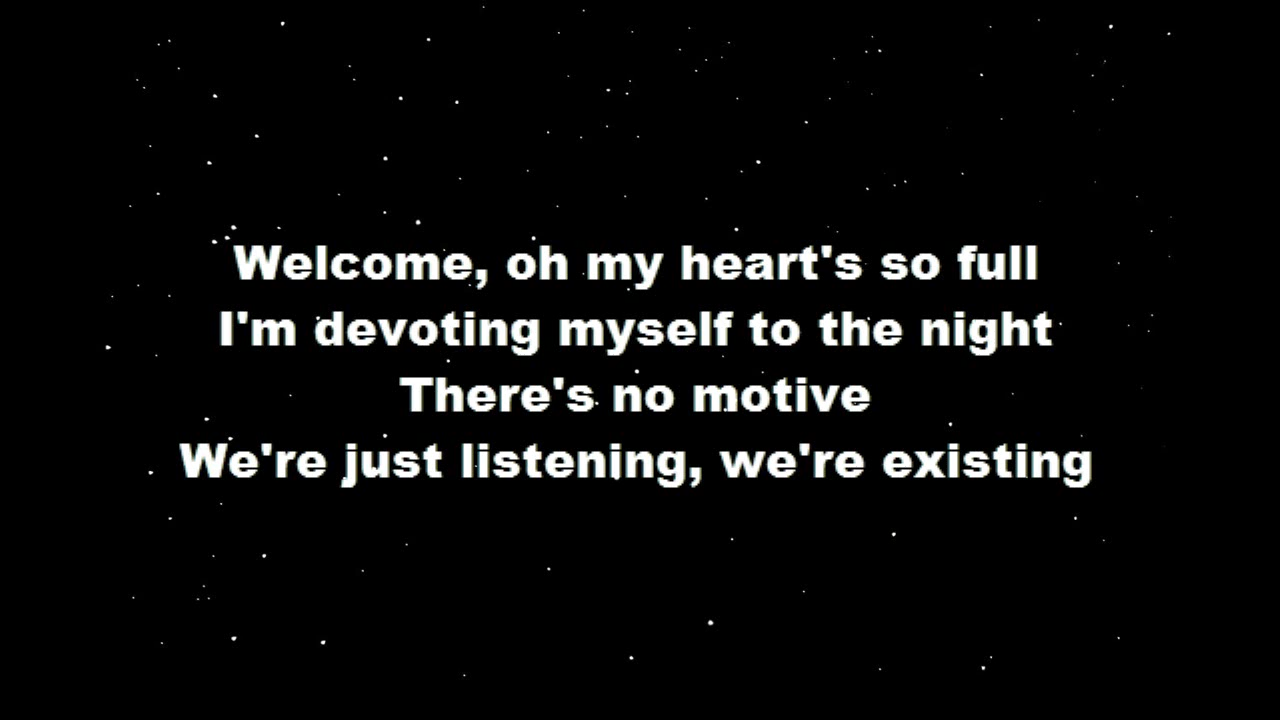 Welcome, oh my heart's so full
I'm devoting myself to the night
There's no motive
We're just listening, we're existing